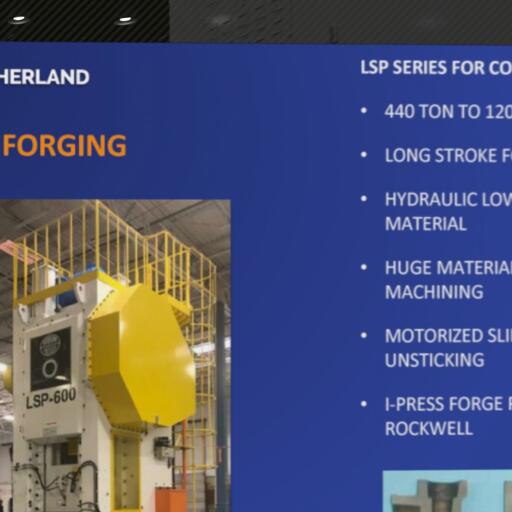 HERLAND
FORGING
LSP-600
LSP SERIES FOR CO
• 440 TON TO 120
• LONG STROKE F
• HYDRAULIC LOW
MATERIAL
• HUGE MATERIA
MACHINING
• MOTORIZED SLI
UNSTICKING
• I-PRESS FORGE
ROCKWELL